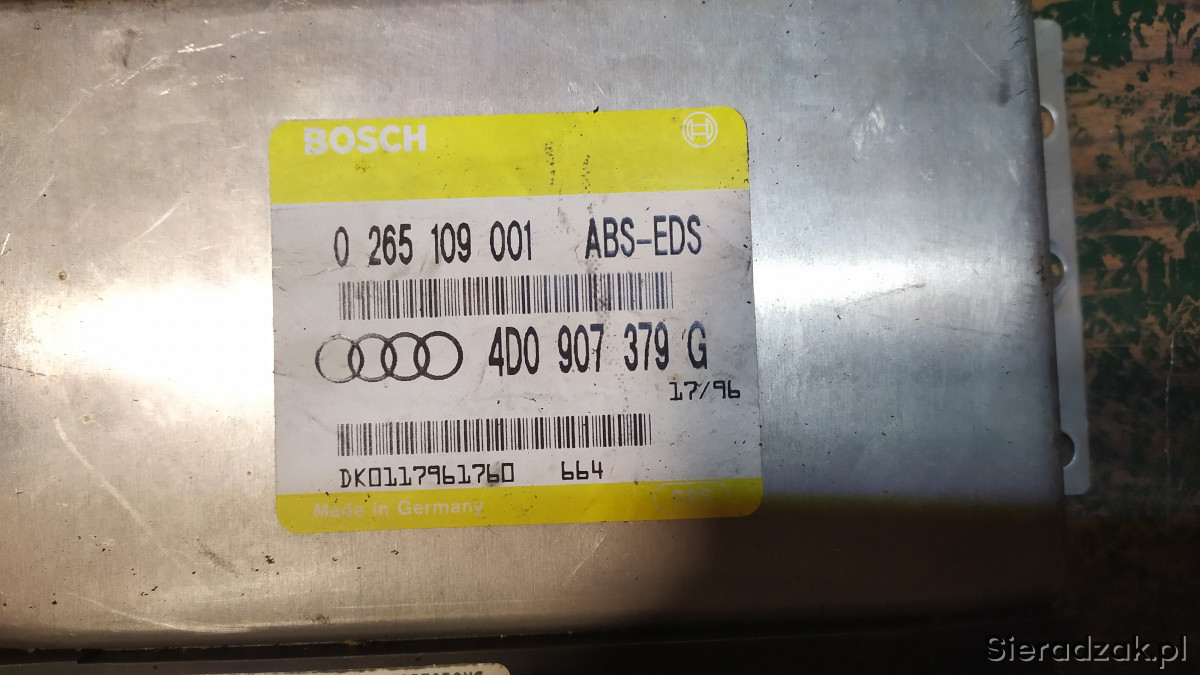 BOSCH
0 265 109 001 ABS-EDS
4D0 907 379 G
17/96
DK0117961760 664
Made in Germany
Sieradzak.pl